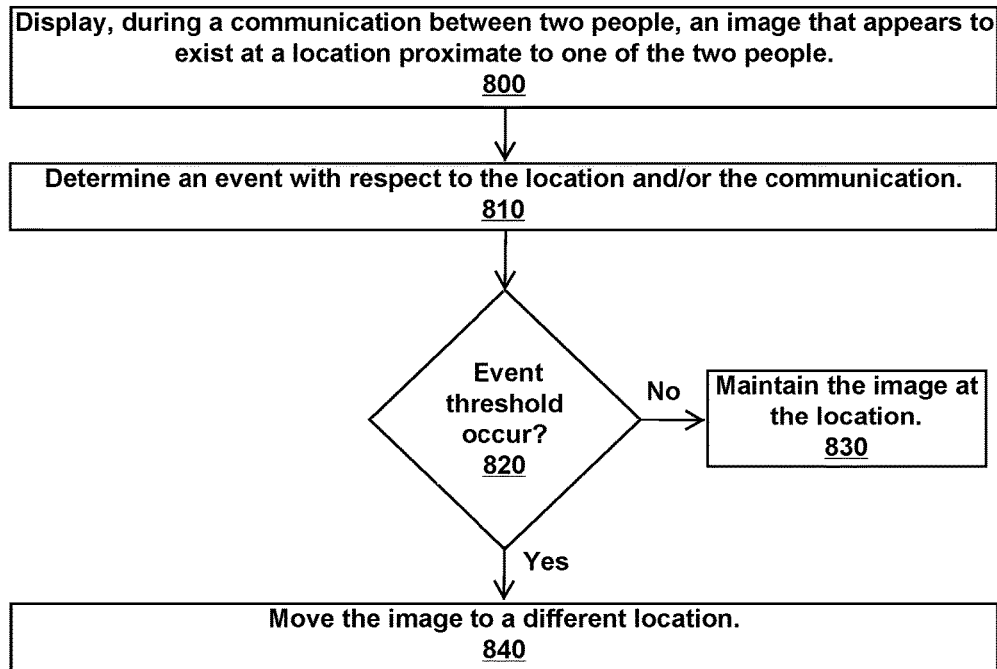 Display, during a communication between two people, an image that appears to
exist at a location proximate to one of the two people.
800
Determine an event with respect to the location and/or the communication.
810
Event
threshold
occur?
820
No
Maintain the image at
the location.
830
Yes
Move the image to a different location.
840